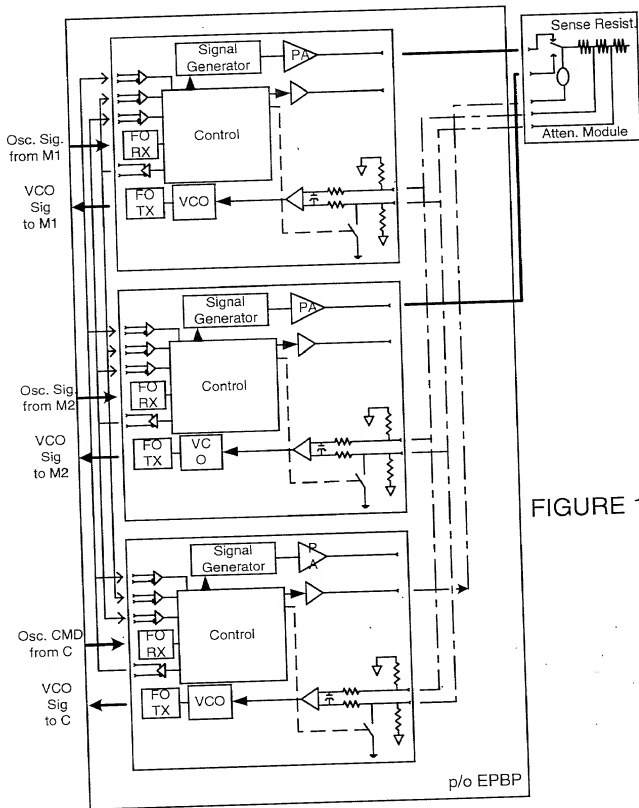 Sense Resist.
Atten. Module
Signal
Generator
PA
Control
Osc. Sig.
from M1
FO
RX
VCO
Sig
to M1
FO
TX
VCO
Signal
Generator
PA
Control
Osc. Sig.
from M2
FO
RX
VCO
Sig
to M2
FO
TX
VC
O
FIGURE
Signal
Generator
P
A
Control
Osc. CMD
from C
FO
RX
VCO
Sig
to C
FO
TX
VCO
p/o EPBP